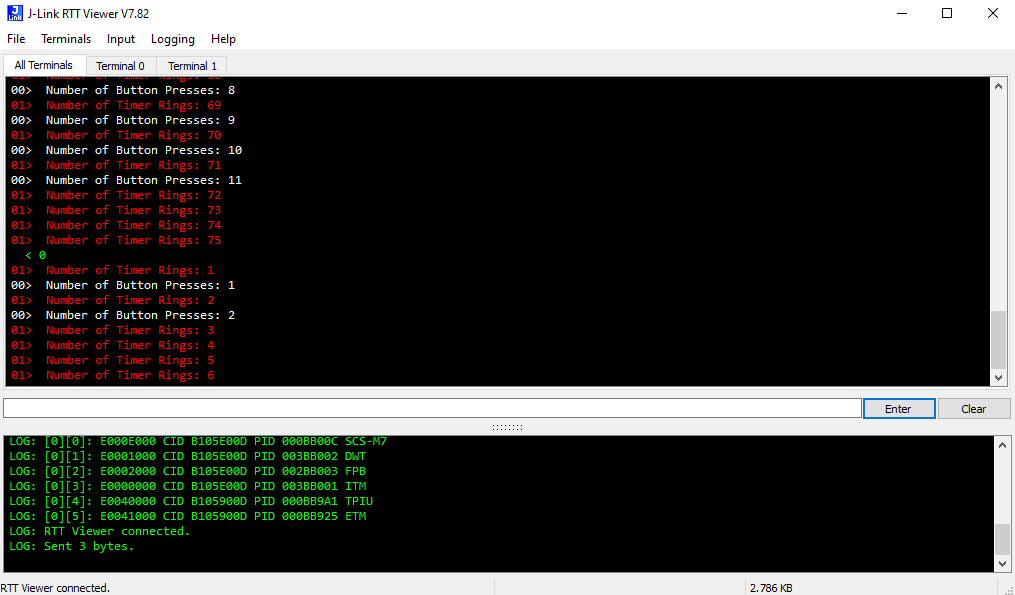 J-Link RTT Viewer V7.82
File Terminals Input Logging Help
All Terminals Terminal 0 Terminal 1
00> Number of Button Presses: 8
01> Number of Timer Rings: 69
00> Number of Button Presses: 9
01> Number of Timer Rings: 70
00> Number of Button Presses: 10
01> Number of Timer Rings: 71
00> Number of Button Presses: 11
01> Number of Timer Rings: 72
01> Number of Timer Rings: 73
01> Number of Timer Rings: 74
01> Number of Timer Rings: 75
< 0
01> Number of Timer Rings: 1
00> Number of Button Presses: 1
01> Number of Timer Rings: 2
00> Number of Button Presses: 2
01> Number of Timer Rings: 3
01> Number of Timer Rings: 4
01> Number of Timer Rings: 5
01> Number of Timer Rings: 6
Enter Clear
LOG: [0][0]: E000E000 CID B105E00D PID 000BB00C SCS-M7
LOG: [0][1]: E0001000 CID B105E00D PID 003BB002 DWT
LOG: [0][2]: E0002000 CID B105E00D PID 002BB003 FPB
LOG: [0][3]: E0000000 CID B105E00D PID 003BB001 ITM
LOG: [0][4]: E0040000 CID B105900D PID 000BB9A1 TPIU
LOG: [0][5]: E0041000 CID B105900D PID 000BB925 ETM
LOG: RTT Viewer connected.
LOG: Sent 3 bytes.
RTT Viewer connected. 2.786 KB